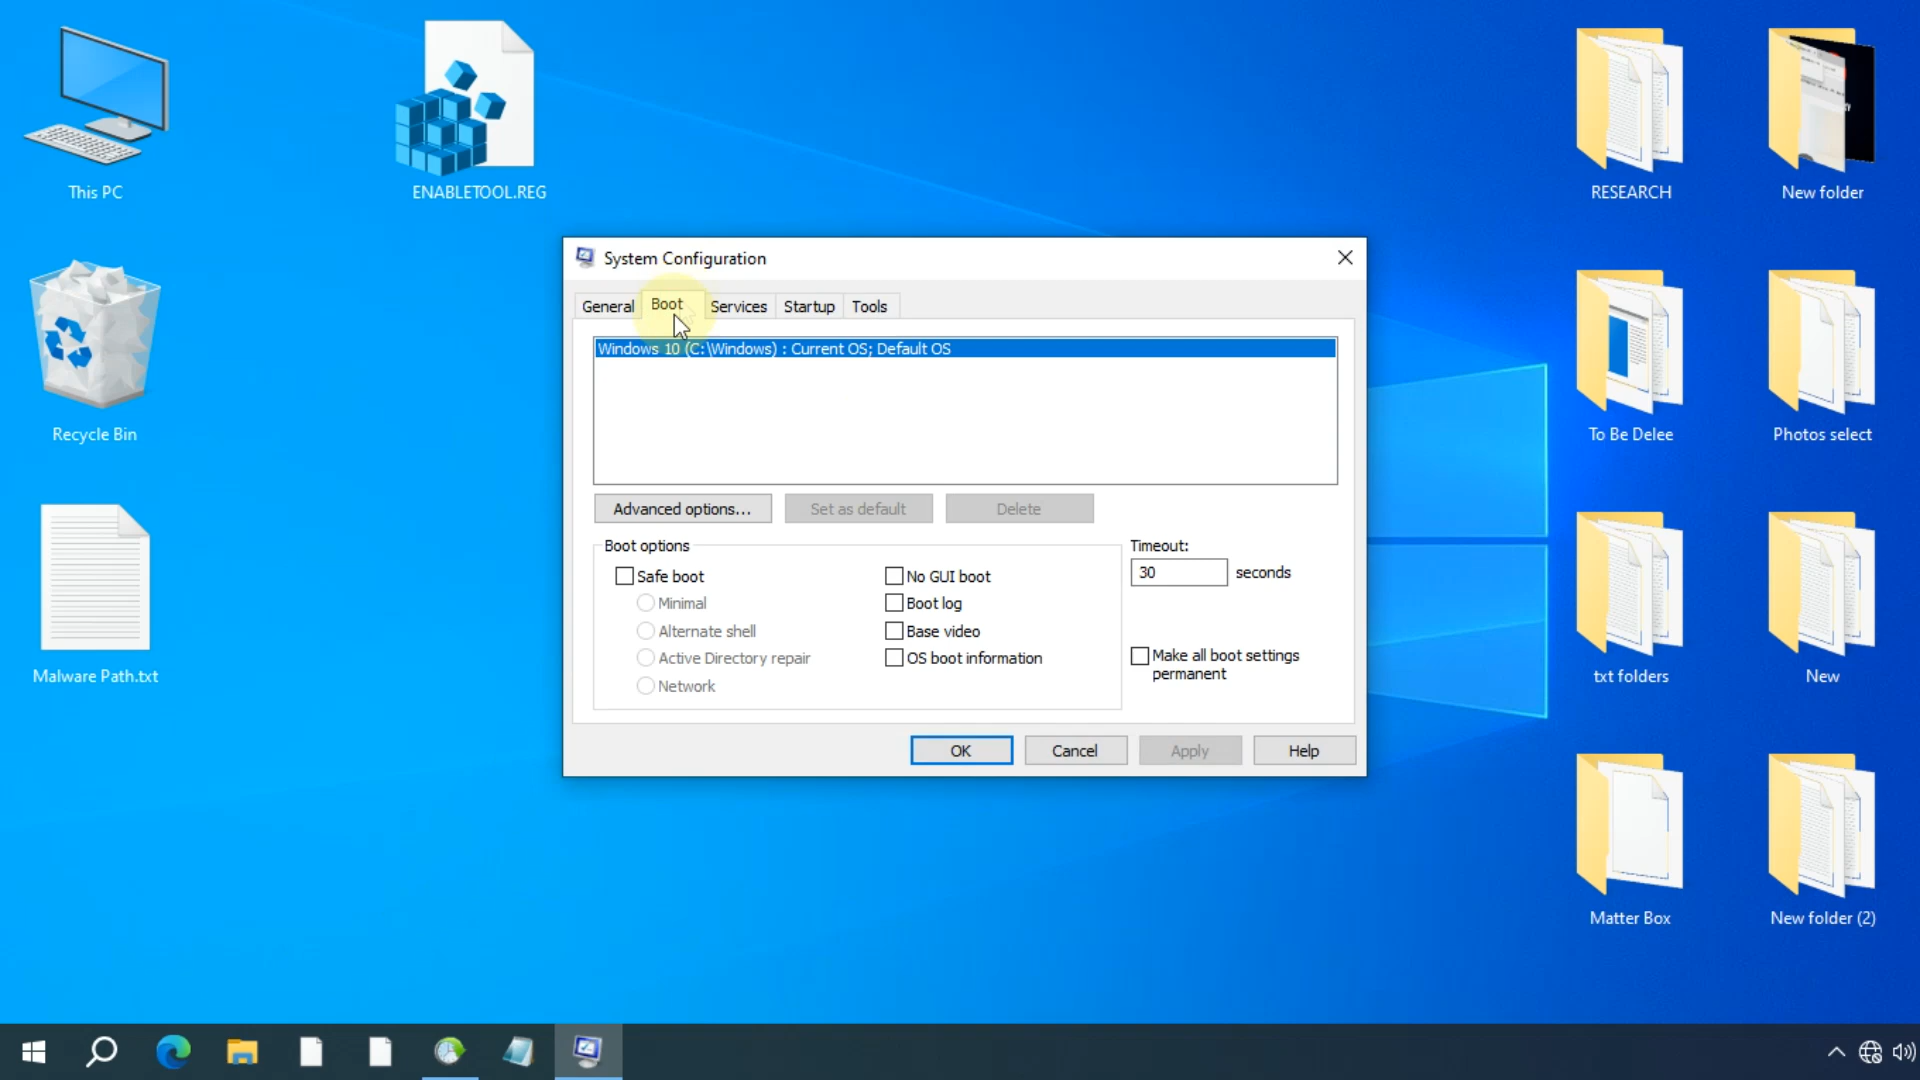 This PC
ENABLETOOL.REG
RESEARCH
New folder
System Configuration
General
Boot
Services
Startup
Tools
Windows 10 (C:\Windows) : Current OS; Default OS
Recycle Bin
To Be Delee
Photos select
Advanced options...
Set as default
Delete
Boot options
Timeout:
Safe boot
No GUI boot
30
seconds
Minimal
Boot log
Alternate shell
Base video
Active Directory repair
OS boot information
Make all boot settings
permanent
Network
Malware Path.txt
txt folders
New
OK
Cancel
Apply
Help
Matter Box
New folder (2)